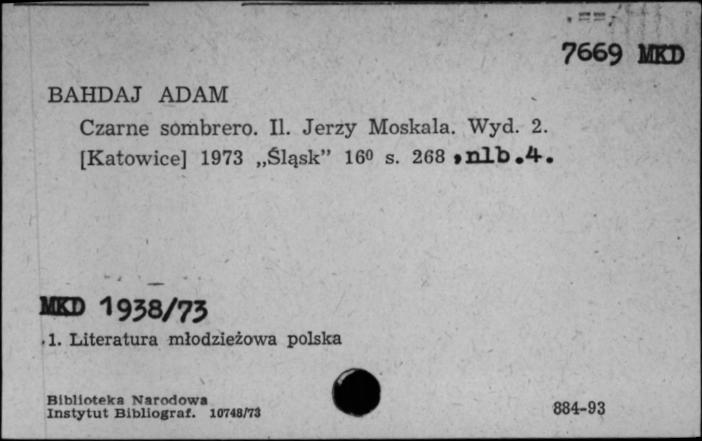 7669 MKD
BAHDAJ ADAM
Czarne sombrero. Il. Jerzy Moskala. Wyd. 2.
[Katowice] 1973 „Śląsk” 16⁰ s. 268 , nlb.4.
MKD 1938/73
1. Literatura młodzieżowa polska
Biblioteka Narodowa
Instytut Bibliograf. 10748/73
884-93